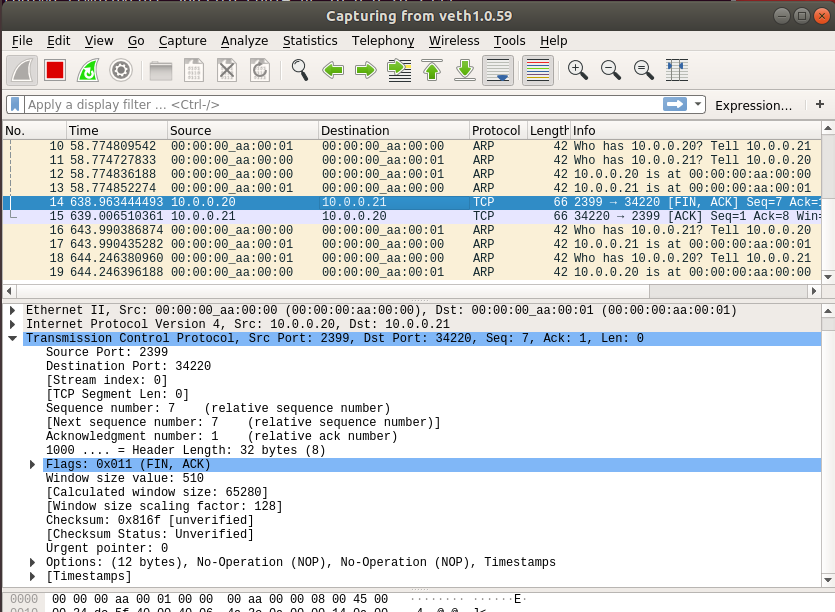 Capturing from veth1.0.59
File Edit View Go Capture Analyze Statistics Telephony Wireless Tools Help
Apply a display filter ... <Ctrl-/> Expression... +
No. Time Source Destination Protocol Length Info
10 58.774809542 00:00:00_aa:00:01 00:00:00_aa:00:00 ARP 42 Who has 10.0.0.20? Tell 10.0.0.21
11 58.774727833 00:00:00_aa:00:00 00:00:00_aa:00:01 ARP 42 Who has 10.0.0.21? Tell 10.0.0.20
12 58.774836188 00:00:00_aa:00:00 00:00:00_aa:00:01 ARP 42 10.0.0.20 is at 00:00:00:aa:00:00
13 58.774852274 00:00:00_aa:00:01 00:00:00_aa:00:00 ARP 42 10.0.0.21 is at 00:00:00:aa:00:01
14 638.963444493 10.0.0.20 10.0.0.21 TCP 66 2399 → 34220 [FIN, ACK] Seq=7 Ack=1
15 639.006510361 10.0.0.21 10.0.0.20 TCP 66 34220 → 2399 [ACK] Seq=1 Ack=8 Win=
16 643.990386874 00:00:00_aa:00:00 00:00:00_aa:00:01 ARP 42 Who has 10.0.0.21? Tell 10.0.0.20
17 643.990435282 00:00:00_aa:00:01 00:00:00_aa:00:00 ARP 42 10.0.0.21 is at 00:00:00:aa:00:01
18 644.246380960 00:00:00_aa:00:01 00:00:00_aa:00:00 ARP 42 Who has 10.0.0.20? Tell 10.0.0.21
19 644.246396188 00:00:00_aa:00:00 00:00:00_aa:00:01 ARP 42 10.0.0.20 is at 00:00:00:aa:00:00
Ethernet II, Src: 00:00:00_aa:00:00 (00:00:00:aa:00:00), Dst: 00:00:00_aa:00:01 (00:00:00:aa:00:01)
Internet Protocol Version 4, Src: 10.0.0.20, Dst: 10.0.0.21
Transmission Control Protocol, Src Port: 2399, Dst Port: 34220, Seq: 7, Ack: 1, Len: 0
Source Port: 2399
Destination Port: 34220
[Stream index: 0]
[TCP Segment Len: 0]
Sequence number: 7 (relative sequence number)
[Next sequence number: 7 (relative sequence number)]
Acknowledgment number: 1 (relative ack number)
1000 .... = Header Length: 32 bytes (8)
Flags: 0x011 (FIN, ACK)
Window size value: 510
[Calculated window size: 65280]
[Window size scaling factor: 128]
Checksum: 0x816f [unverified]
[Checksum Status: Unverified]
Urgent pointer: 0
Options: (12 bytes), No-Operation (NOP), No-Operation (NOP), Timestamps
[Timestamps]
0000 00 00 00 aa 00 01 00 00 00 aa 00 00 08 00 45 00 ········ ······E·